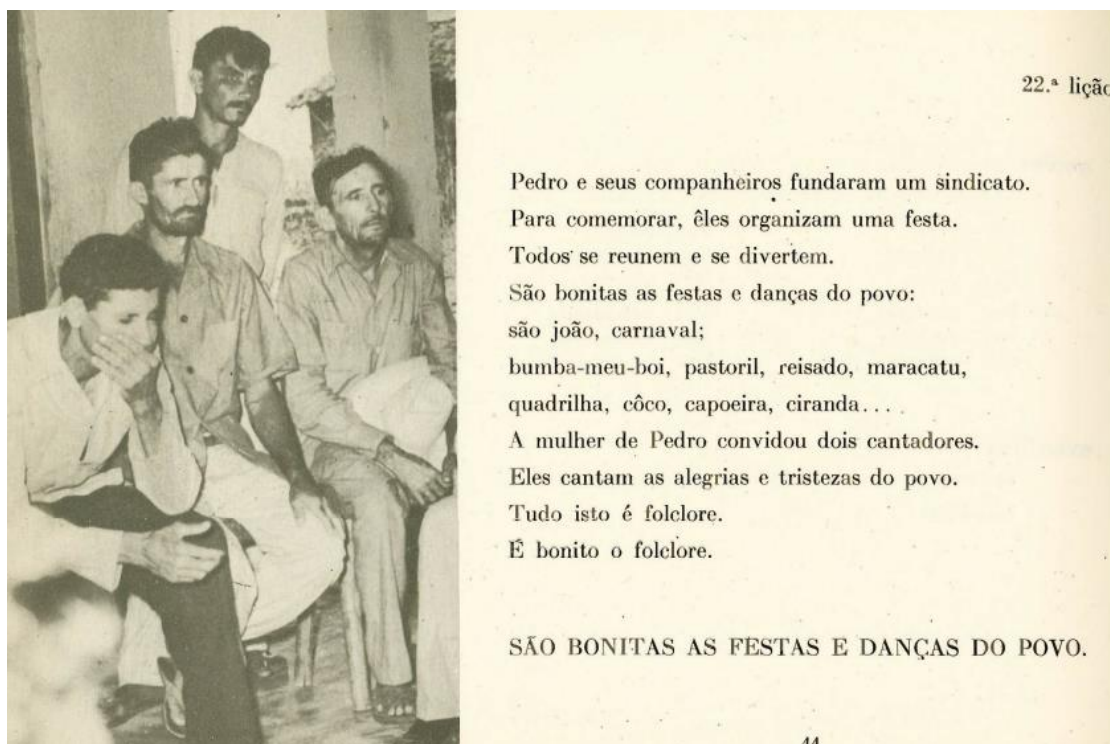 22.ª lição
Pedro e seus companheiros fundaram um sindicato.
Para comemorar, êles organizam uma festa.
Todos se reunem e se divertem.
São bonitas as festas e danças do povo:
são joão, carnaval;
bumba-meu-boi, pastoril, reisado, maracatu,
quadrilha, côco, capoeira, ciranda...
A mulher de Pedro convidou dois cantadores.
Eles cantam as alegrias e tristezas do povo.
Tudo isto é folclore.
É bonito o folclore.
SÃO BONITAS AS FESTAS E DANÇAS DO POVO.
44